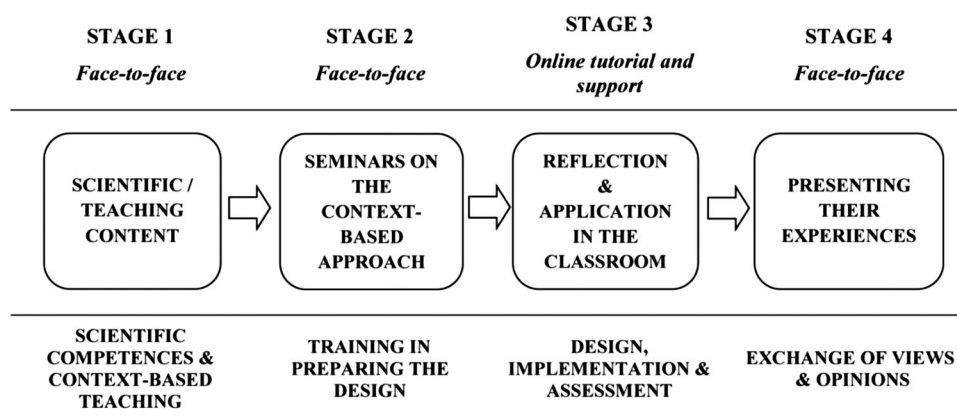 STAGE 1
Face-to-face
STAGE 2
Face-to-face
STAGE 3
Online tutorial and
support
STAGE 4
Face-to-face
SCIENTIFIC /
TEACHING
CONTENT
SEMINARS ON
THE
CONTEXT-
BASED
APPROACH
REFLECTION
&
APPLICATION
IN THE
CLASSROOM
PRESENTING
THEIR
EXPERIENCES
SCIENTIFIC
COMPETENCES &
CONTEXT-BASED
TEACHING
TRAINING IN
PREPARING THE
DESIGN
DESIGN,
IMPLEMENTATION &
ASSESSMENT
EXCHANGE OF VIEWS
& OPINIONS